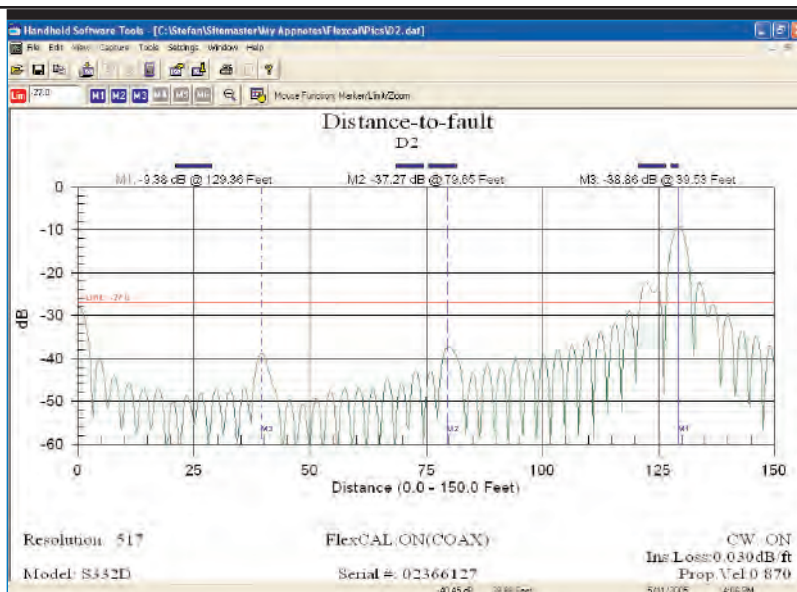 Handheld Software Tools - [C:\Stefan\Sitemaster\My Appnotes\Flexcal\Pics\D2.dat]
File Edit View Capture Tools Settings Window Help
Lim -27.0 M1 M2 M3 M4 M5 M6 Mouse Function: Marker/Limit/Zoom
Distance-to-fault
D2
M1: -9.38 dB @ 129.36 Feet M2: -37.27 dB @ 79.65 Feet M3: -38.86 dB @ 39.53 Feet
0
-10
-20
Limit: -27.0
-30
dB
-40
-50
M3 M2 M1
-60
0 25 50 75 100 125 150
Distance (0.0 - 150.0 Feet)
Resolution: 517 FlexCAL:ON(COAX) CW: ON
Ins.Loss:0.030dB/ft
Model: S332D Serial #: 02366127 Prop.Vel:0.870